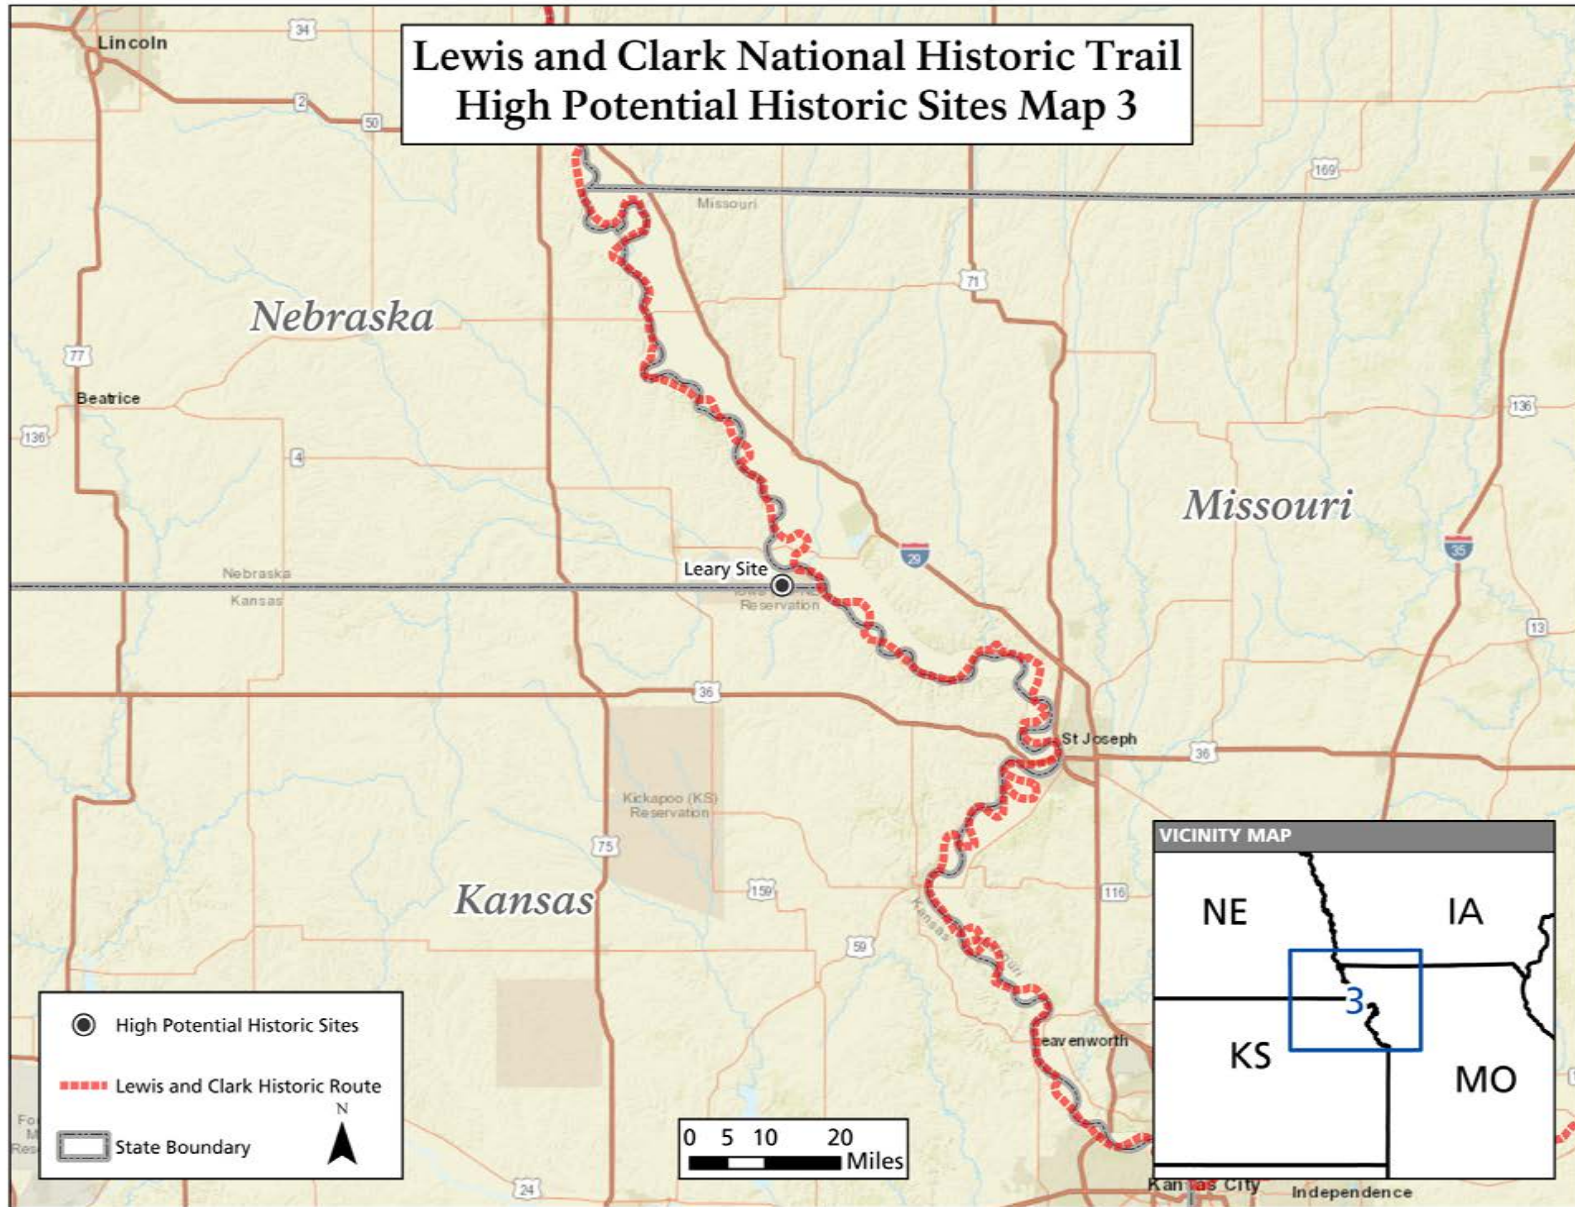 Lewis and Clark National Historic Trail
High Potential Historic Sites Map 3
Lincoln
34
2
50
169
Missouri
71
Nebraska
77
Beatrice
136
136
4
Missouri
29
35
Nebraska
Kansas
Leary Site
Reservation
13
36
St Joseph
36
Kickapoo (KS)
Reservation
75
Kansas
159
116
59
Kansas
eavenworth
24
Kansas City
Independence
High Potential Historic Sites
Lewis and Clark Historic Route
State Boundary
N
0 5 10 20
Miles
VICINITY MAP
NE
IA
3
KS
MO